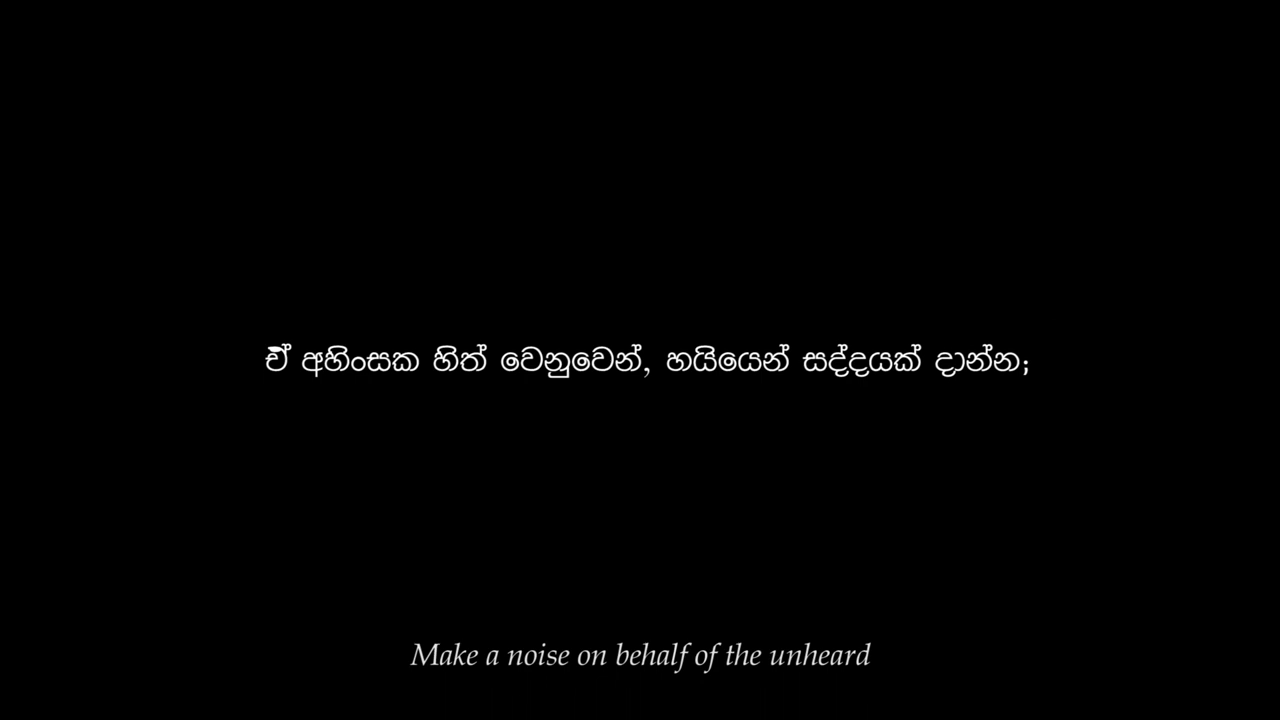 ඒ අහිංසක හිත් වෙනුවෙන්, හයියෙන් සද්දයක් දාන්න;
Make a noise on behalf of the unheard